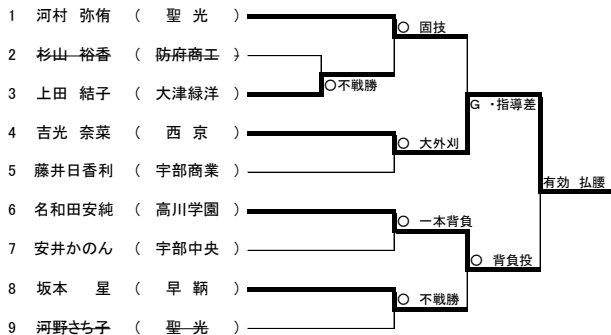 1 河村 弥侑 ( 聖 光 )
○ 固技
2 杉山 裕香 ( 防府商工 )
○不戦勝
3 上田 結子 ( 大津緑洋 )
G ・指導差
4 吉光 奈菜 ( 西 京 )
○ 大外刈
5 藤井日香利 ( 宇部商業 )
有効 払腰
6 名和田安純 ( 高川学園 )
○ 一本背負
7 安井かのん ( 宇部中央 )
○ 背負投
8 坂本 星 ( 早 鞆 )
○ 不戦勝
9 河野さち子 ( 聖 光 )